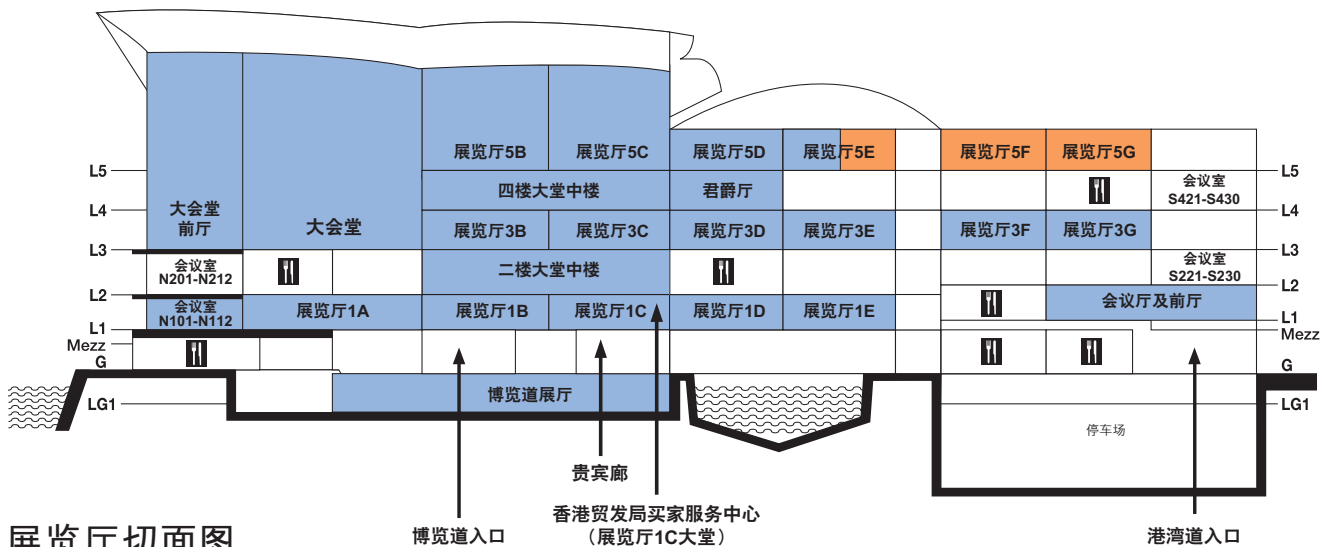 展览厅5B
展览厅5C
展览厅5D
展览厅5E
展览厅5F
展览厅5G
L5
L5
四楼大堂中楼
君爵厅
会议室
S421-S430
L4
L4
大会堂
前厅
大会堂
展览厅3B
展览厅3C
展览厅3D
展览厅3E
展览厅3F
展览厅3G
L3
L3
会议室
N201-N212
二楼大堂中楼
会议室
S221-S230
L2
L2
会议室
N101-N112
展览厅1A
展览厅1B
展览厅1C
展览厅1D
展览厅1E
会议厅及前厅
L1
L1
Mezz
Mezz
G
G
博览道展厅
LG1
LG1
停车场
贵宾廊
香港贸发局买家服务中心
（展览厅1C大堂）
博览道入口
港湾道入口
展览厅切面图